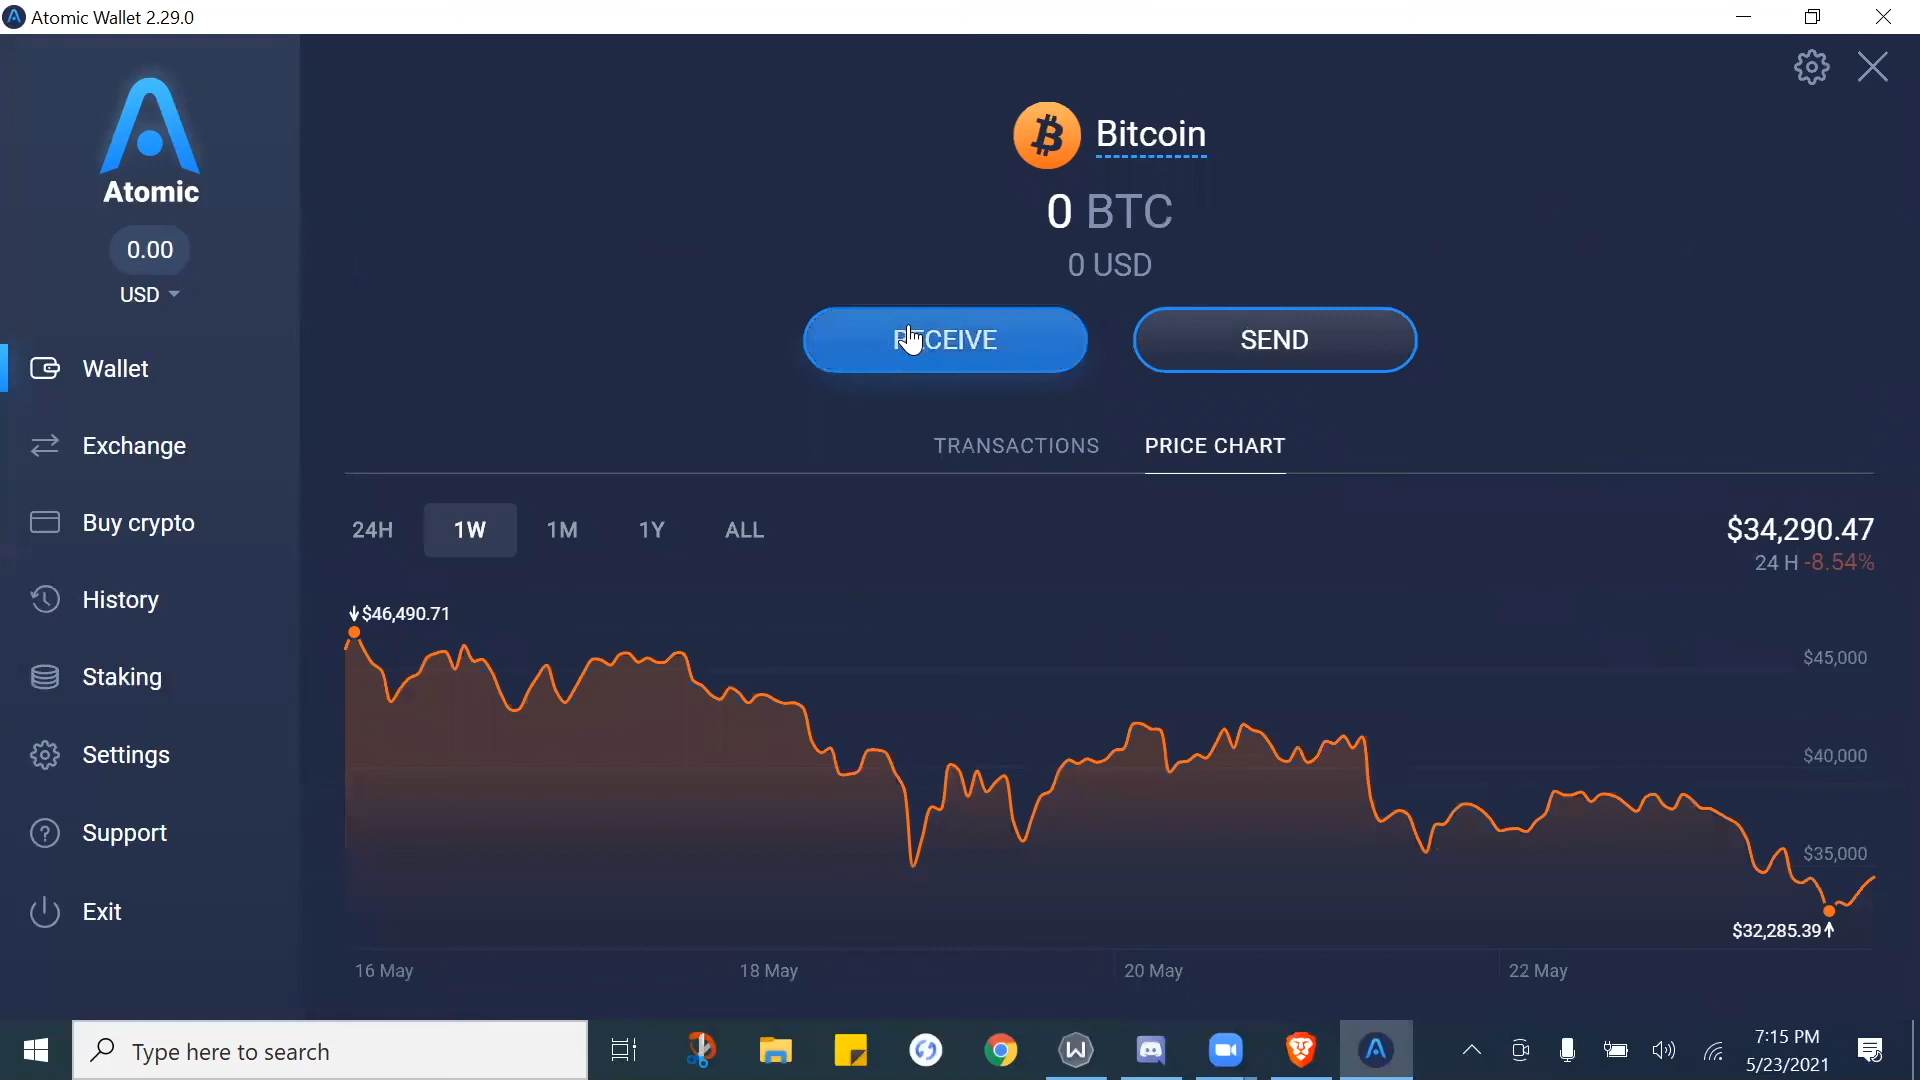 Atomic Wallet 2.29.0
Atomic
0.00
USD
Wallet
Exchange
Buy crypto
History
Staking
Settings
Support
Exit
Bitcoin
0 BTC
0 USD
RECEIVE
SEND
TRANSACTIONS
PRICE CHART
24H
1W
1M
1Y
ALL
$34,290.47
24 H -8.54%
$46,490.71
$45,000
$40,000
$35,000
$32,285.39
16 May
18 May
20 May
22 May
Type here to search
7:15 PM
5/23/2021